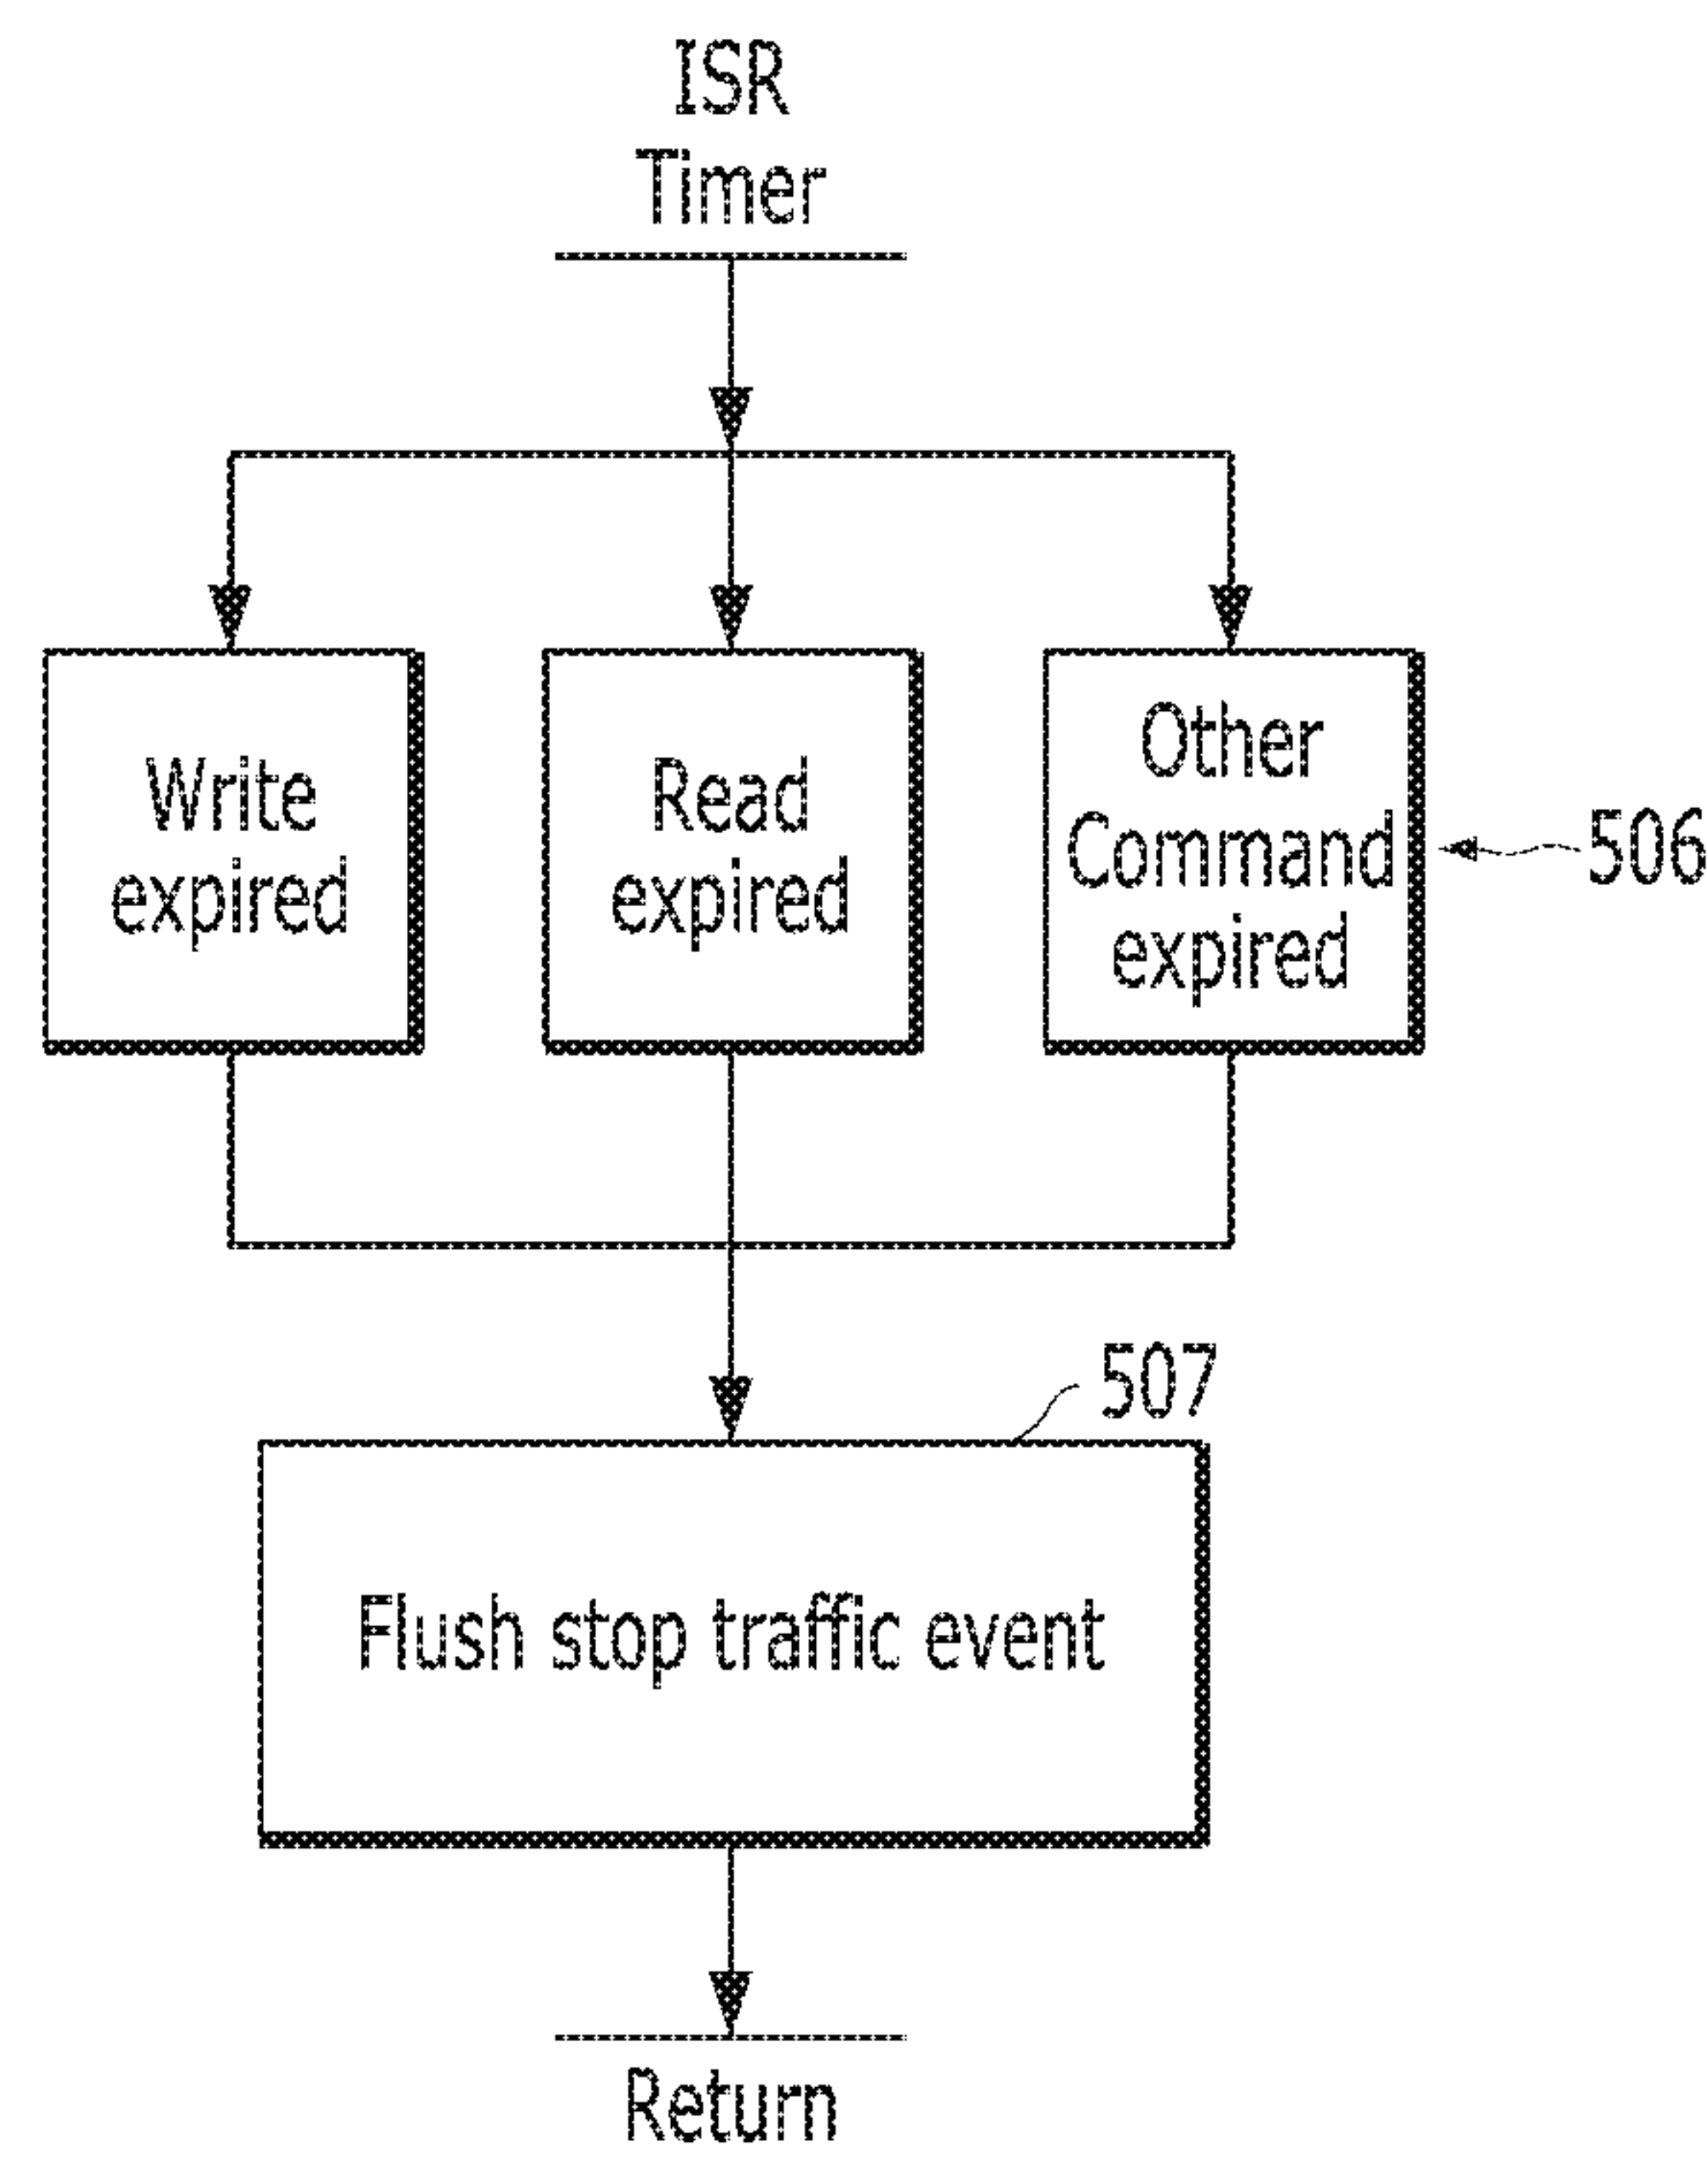 ISR
Timer
Write
expired
Read
expired
Other
Command
expired
506
507
Flush stop traffic event
Return